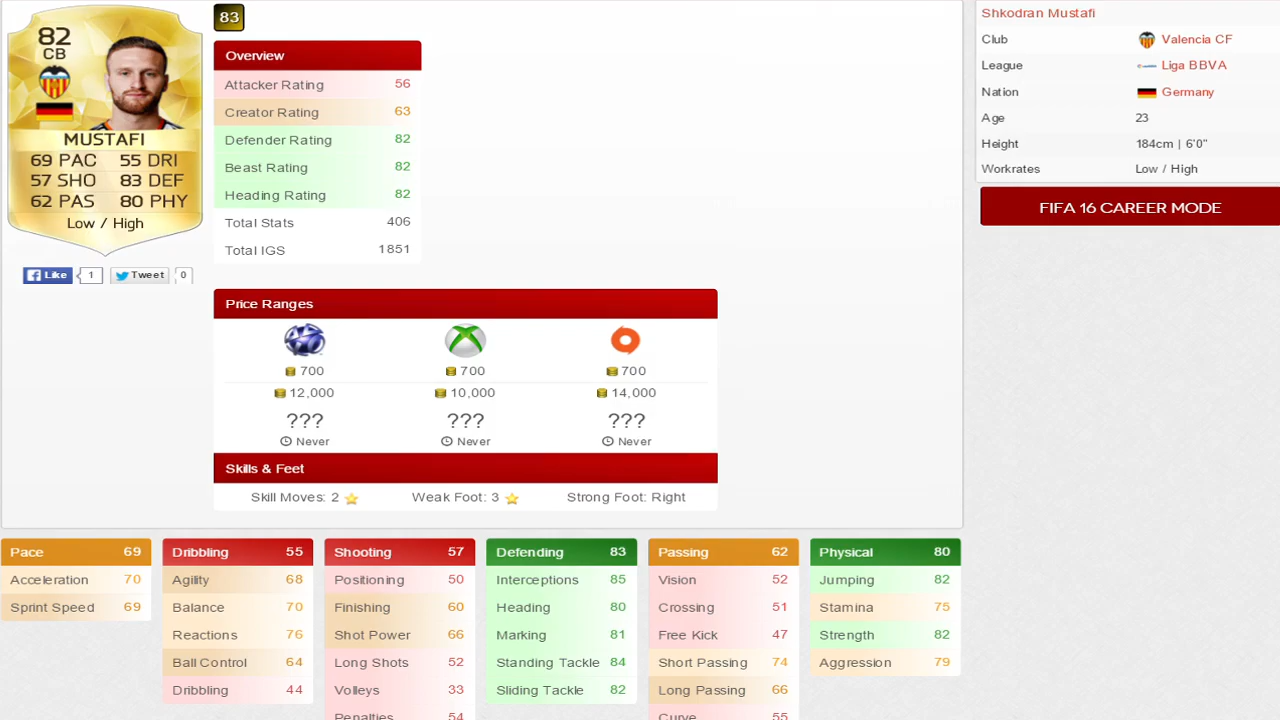 82
CB
MUSTAFI
69 PAC 55 DRI
57 SHO 83 DEF
62 PAS 80 PHY
Low / High
Like 1 Tweet 0
83
Overview
Attacker Rating 56
Creator Rating 63
Defender Rating 82
Beast Rating 82
Heading Rating 82
Total Stats 406
Total IGS 1851
Price Ranges
700 700 700
12,000 10,000 14,000
??? ??? ???
Never Never Never
Skills & Feet
Skill Moves: 2 Weak Foot: 3 Strong Foot: Right
Shkodran Mustafi
Club Valencia CF
League Liga BBVA
Nation Germany
Age 23
Height 184cm | 6'0"
Workrates Low / High
FIFA 16 CAREER MODE
Pace 69
Acceleration 70
Sprint Speed 69
Dribbling 55
Agility 68
Balance 70
Reactions 76
Ball Control 64
Dribbling 44
Shooting 57
Positioning 50
Finishing 60
Shot Power 66
Long Shots 52
Volleys 33
Penalties 54
Defending 83
Interceptions 85
Heading 80
Marking 81
Standing Tackle 84
Sliding Tackle 82
Passing 62
Vision 52
Crossing 51
Free Kick 47
Short Passing 74
Long Passing 66
Curve 55
Physical 80
Jumping 82
Stamina 75
Strength 82
Aggression 79